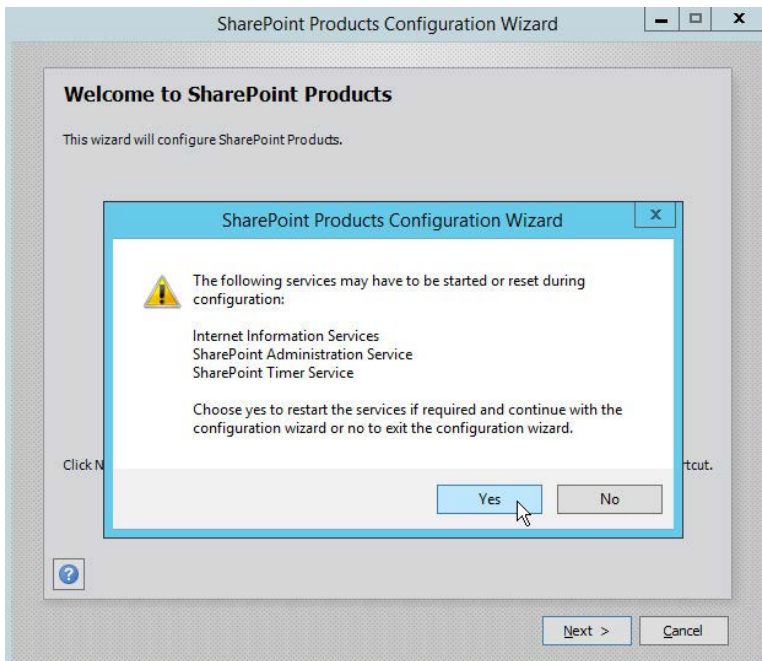 SharePoint Products Configuration Wizard
Welcome to SharePoint Products
This wizard will configure SharePoint Products.
SharePoint Products Configuration Wizard
The following services may have to be started or reset during
configuration:
Internet Information Services
SharePoint Administration Service
SharePoint Timer Service
Choose yes to restart the services if required and continue with the
configuration wizard or no to exit the configuration wizard.
Click
Yes
No
Next >
Cancel